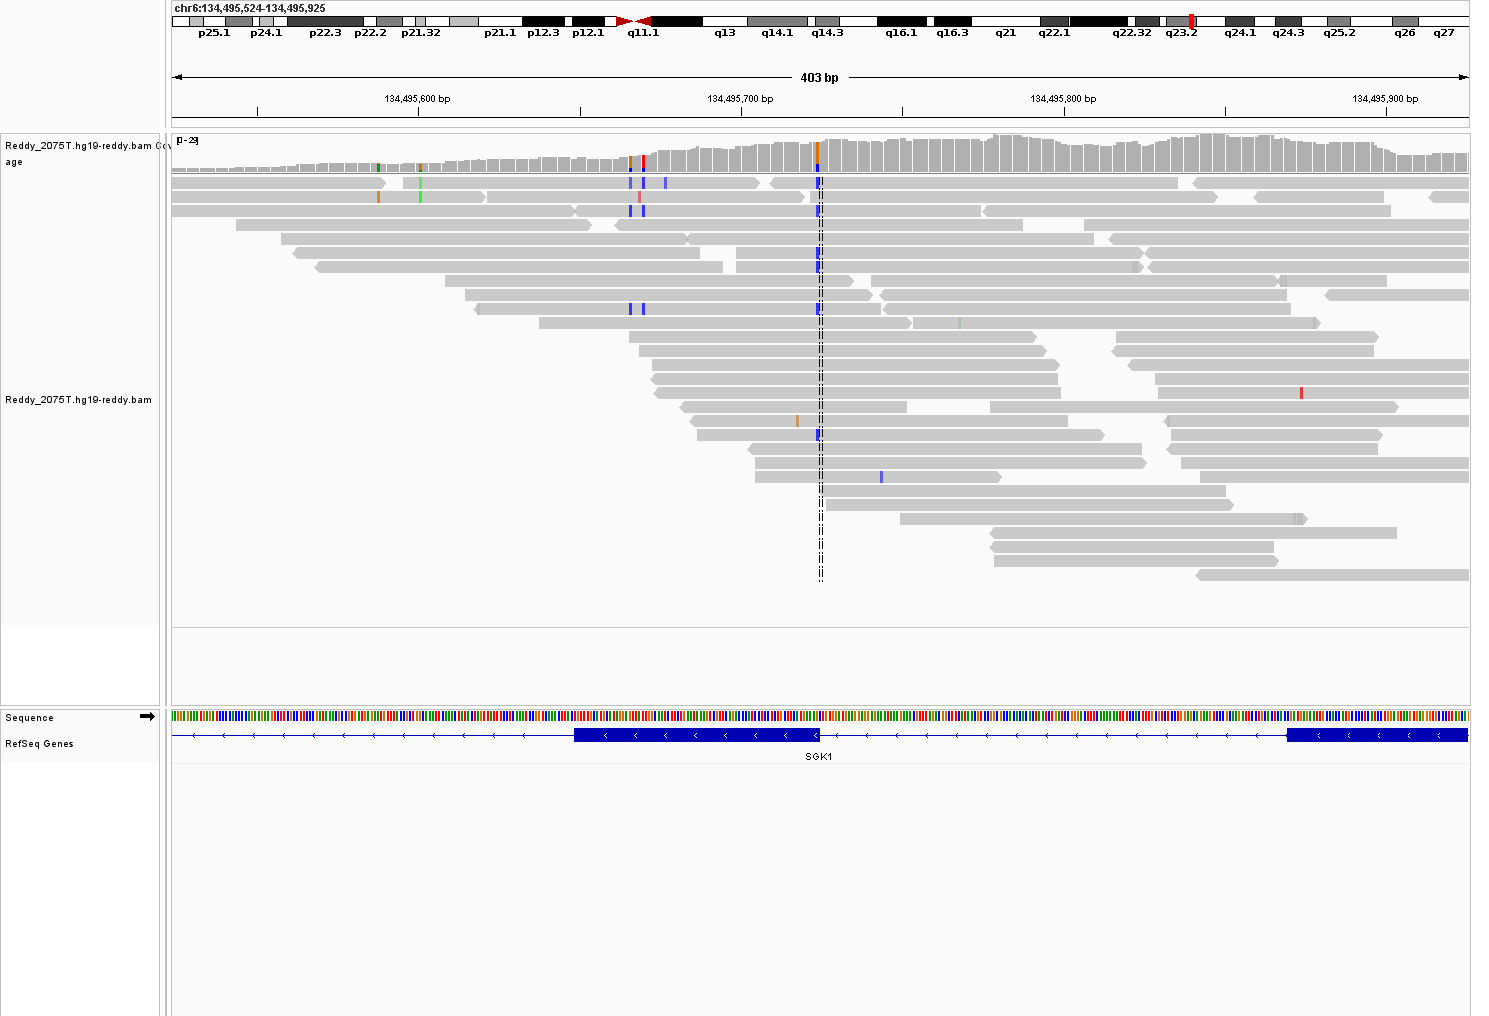 chr6:134,495,524-134,495,925
p25.1 p24.1 p22.3 p22.2 p21.32 p21.1 p12.3 p12.1 q11.1 q13 q14.1 q14.3 q16.1 q16.3 q21 q22.1 q22.32 q23.2 q24.1 q24.3 q25.2 q26 q27
403 bp
134,495,600 bp 134,495,700 bp 134,495,800 bp 134,495,900 bp
Reddy_2075T.hg19-reddy.bam Cov
age
[0-29]
Reddy_2075T.hg19-reddy.bam
Sequence
RefSeq Genes
SGK1